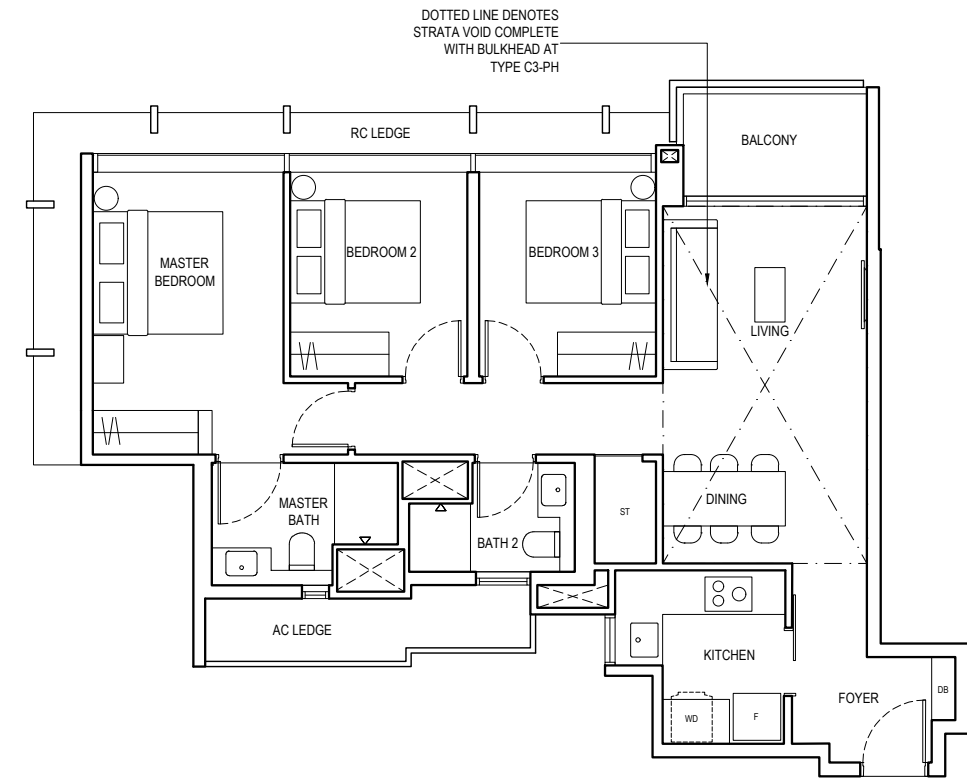 DOTTED LINE DENOTES
STRATA VOID COMPLETE
WITH BULKHEAD AT
TYPE C3-PH
RC LEDGE
BALCONY
MASTER
BEDROOM
BEDROOM 2
BEDROOM 3
LIVING
DINING
MASTER
BATH
BATH 2
ST
AC LEDGE
KITCHEN
FOYER
DB
WD
F